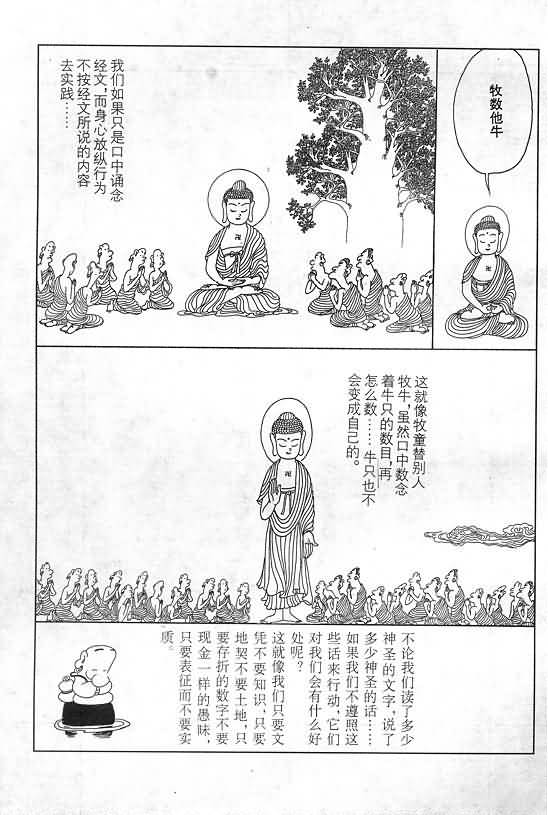 牧数他牛
我们如果只是口中诵念
经文,而身心放纵行为
不按经文所说的内容
去实践……
这就像牧童替别人
牧牛,虽然口中数念
着牛只的数目,再
怎么数……牛只也不
会变成自己的。
不论我们读了多少
神圣的文字,说了
多少神圣的话……
如果我们不遵照这
些话来行动,它们
对我们会有什么好
处呢?
这就像我们只要文
凭不要知识,只要
地契不要土地,只
要存折的数字不要
现金一样的愚昧,
只要表征而不要实
质。